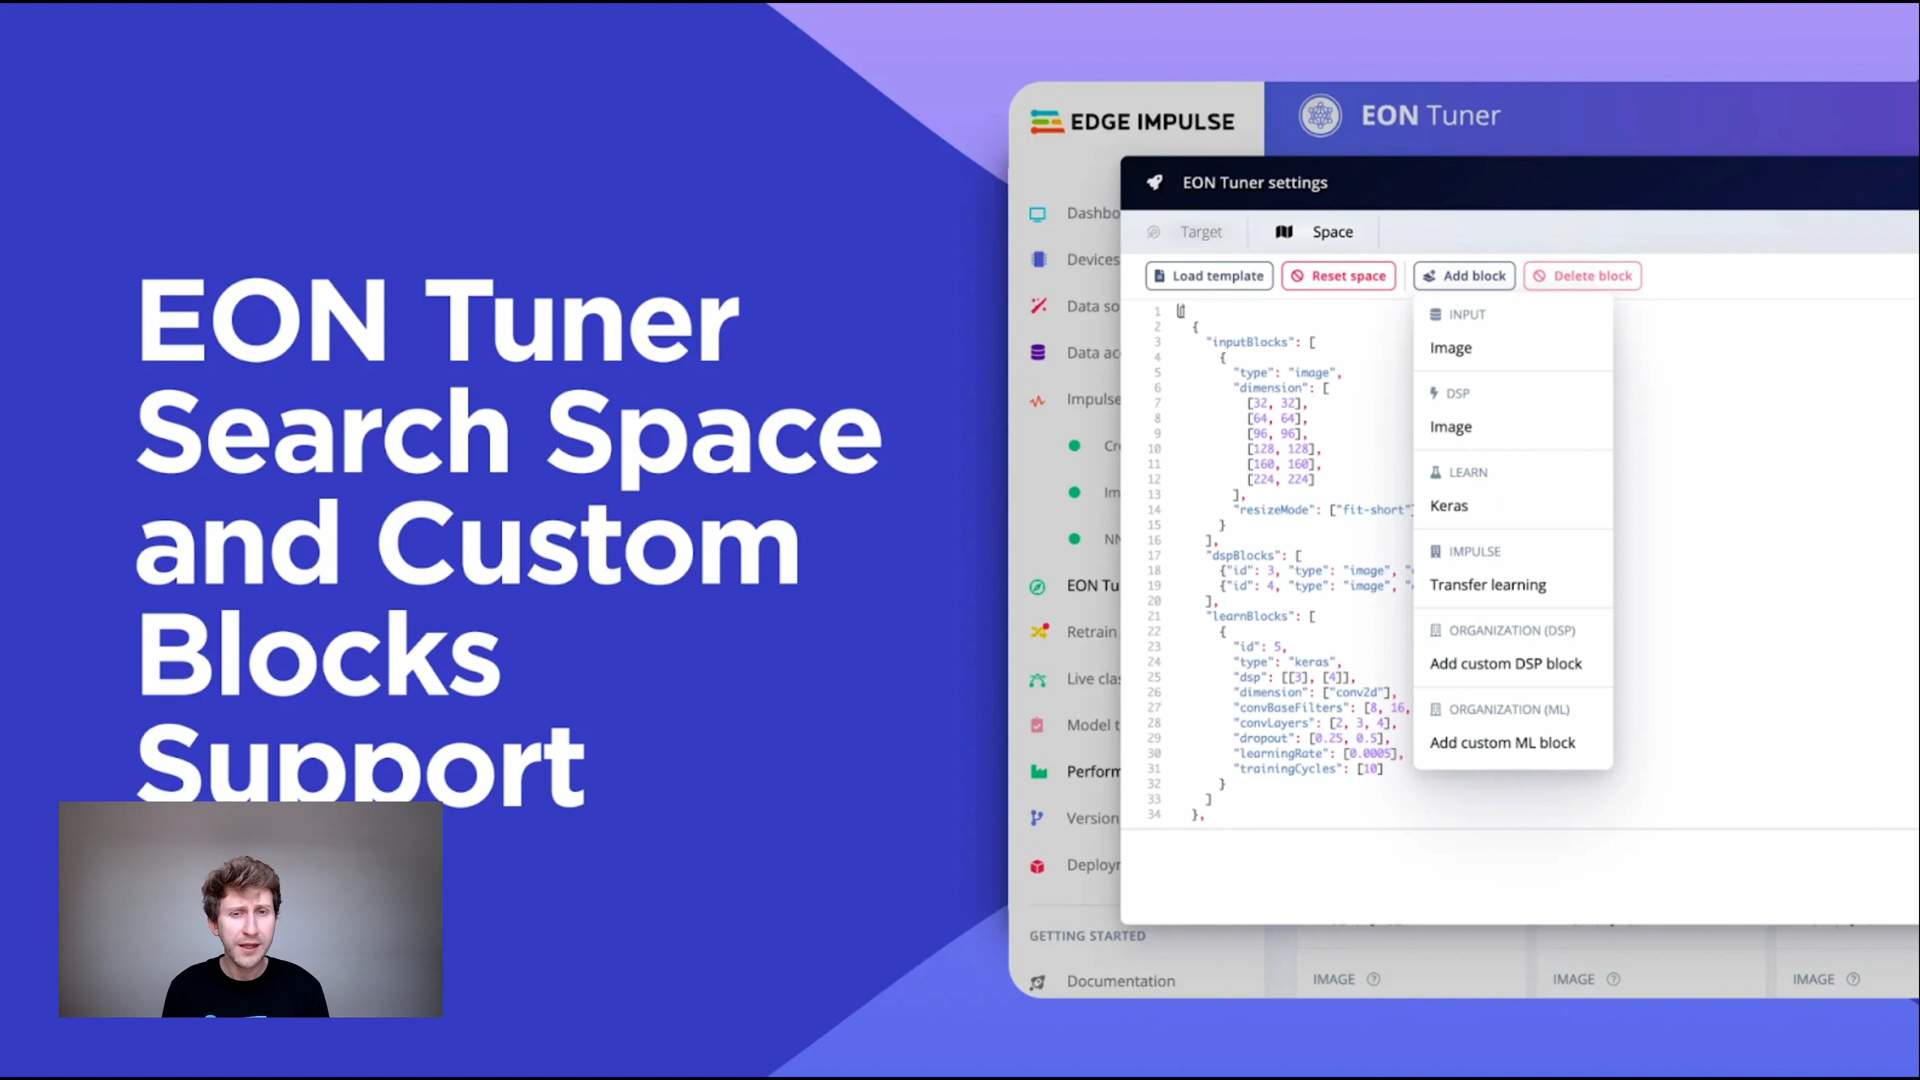 EON Tuner
Search Space
and Custom
Blocks
Support
EDGE IMPULSE
EON Tuner
EON Tuner settings
Target
Space
Load template
Reset space
Add block
Delete block
Dashbo
Devices
Data so
Data ac
Impulse
Cr
Im
NN
EON Tu
Retrain
Live cla
Model t
Perform
Version
Deploy
GETTING STARTED
Documentation
1 [
2 {
3 "inputBlocks": [
4 {
5 "type": "image",
6 "dimension": [
7 [32, 32],
8 [64, 64],
9 [96, 96],
10 [128, 128],
11 [160, 160],
12 [224, 224]
13 ],
14 "resizeMode": ["fit-short"]
15 }
16 ],
17 "dspBlocks": [
18 {"id": 3, "type": "image", "
19 {"id": 4, "type": "image", "
20 ],
21 "learnBlocks": [
22 {
23 "id": 5,
24 "type": "keras",
25 "dsp": [[3], [4]],
26 "dimension": ["conv2d"],
27 "convBaseFilters": [8, 16,
28 "convLayers": [2, 3, 4],
29 "dropout": [0.25, 0.5],
30 "learningRate": [0.0005],
31 "trainingCycles": [10]
32 }
33 ]
34 },
INPUT
Image
DSP
Image
LEARN
Keras
IMPULSE
Transfer learning
ORGANIZATION (DSP)
Add custom DSP block
ORGANIZATION (ML)
Add custom ML block
IMAGE
IMAGE
IMAGE